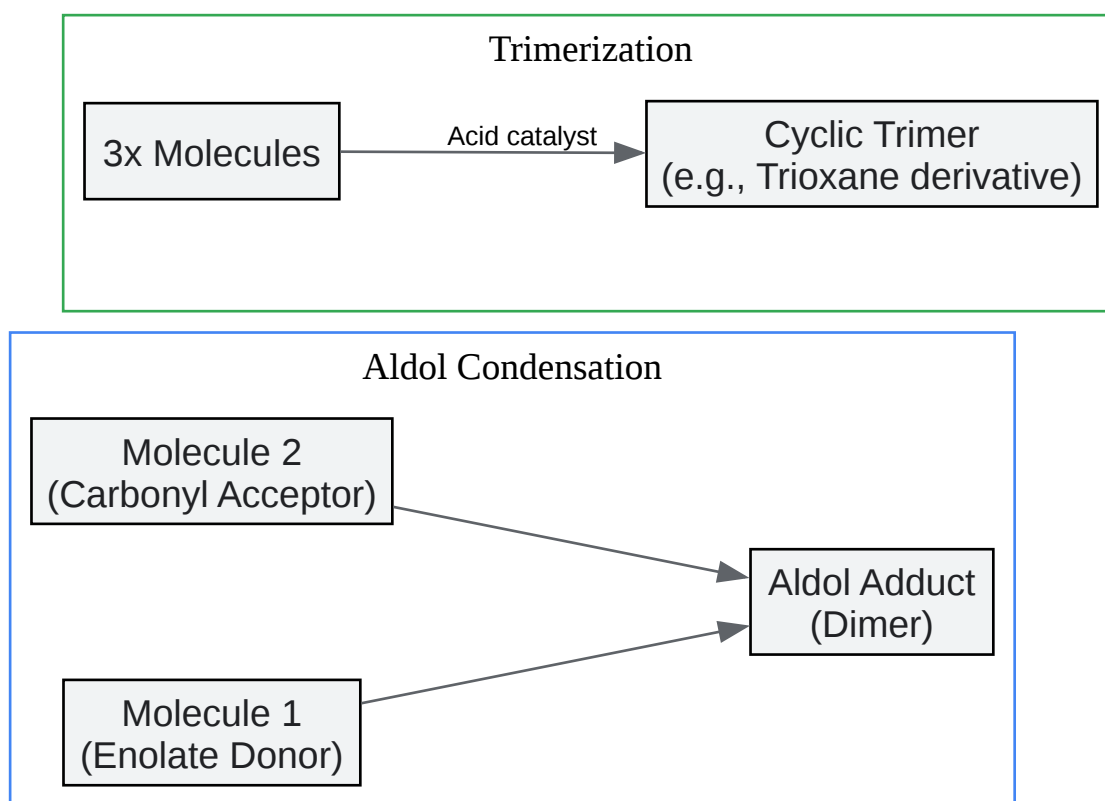 Trimerization
3x Molecules
Acid catalyst
Cyclic Trimer
(e.g., Trioxane derivative)
Aldol Condensation
Molecule 2
(Carbonyl Acceptor)
Aldol Adduct
(Dimer)
Molecule 1
(Enolate Donor)